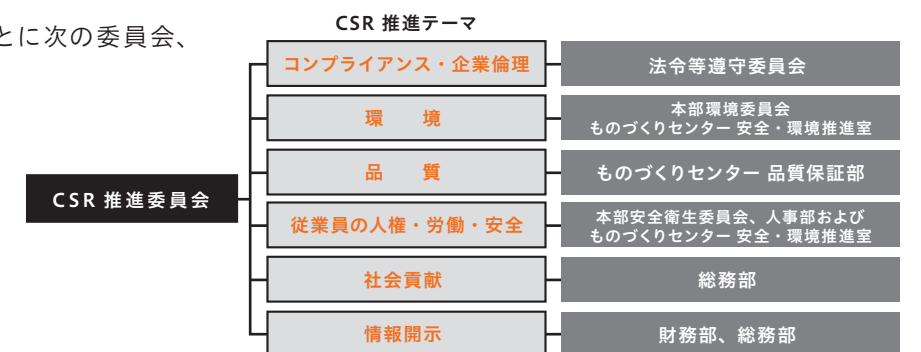 とに次の委員会、
CSR 推進テーマ
CSR 推進委員会
コンプライアンス・企業倫理
法令等遵守委員会
環　境
本部環境委員会
ものづくりセンター 安全・環境推進室
品　質
ものづくりセンター 品質保証部
従業員の人権・労働・安全
本部安全衛生委員会、人事部および
ものづくりセンター 安全・環境推進室
社会貢献
総務部
情報開示
財務部、総務部